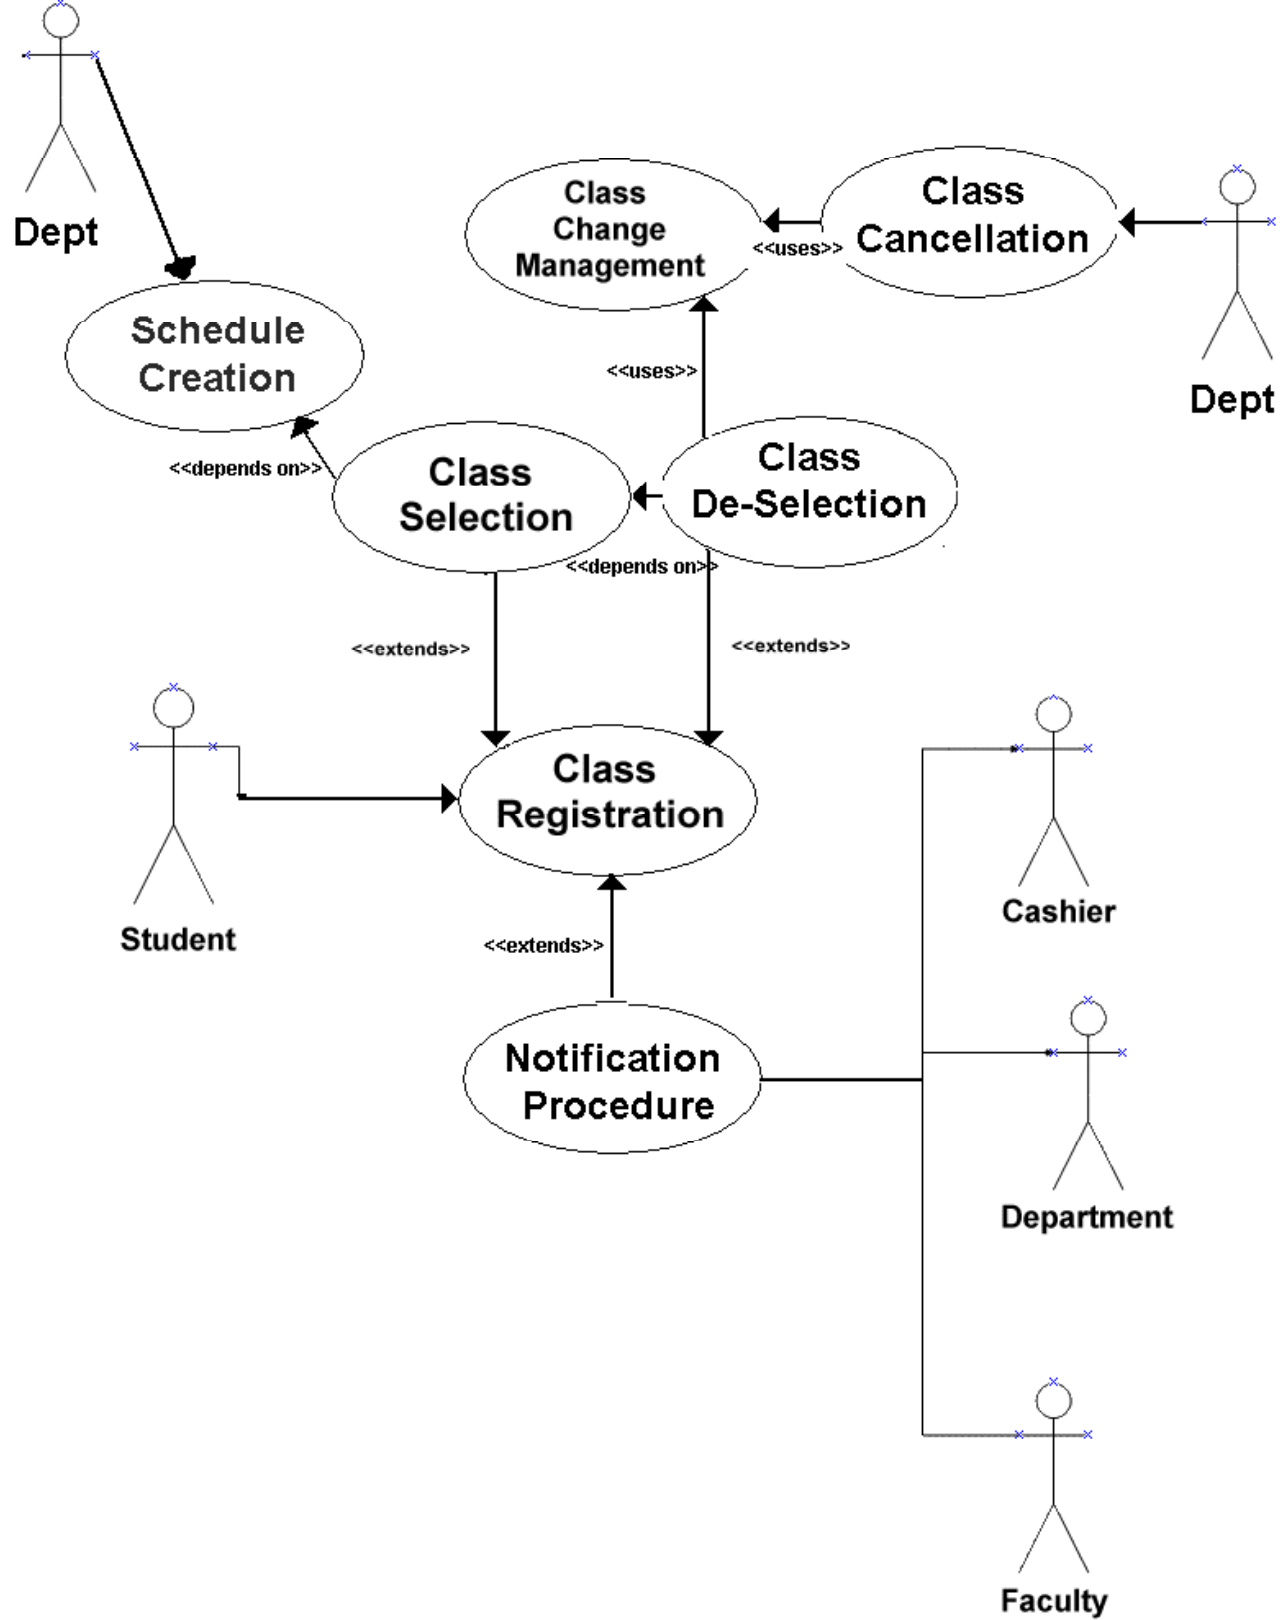 Dept
Class
Change
Management
Class
Cancellation
<<uses>>
Dept
Schedule
Creation
<<uses>>
<<depends on>>
Class
Selection
Class
De-Selection
<<depends on>>
<<extends>>
<<extends>>
Student
Class
Registration
Cashier
<<extends>>
Notification
Procedure
Department
Faculty